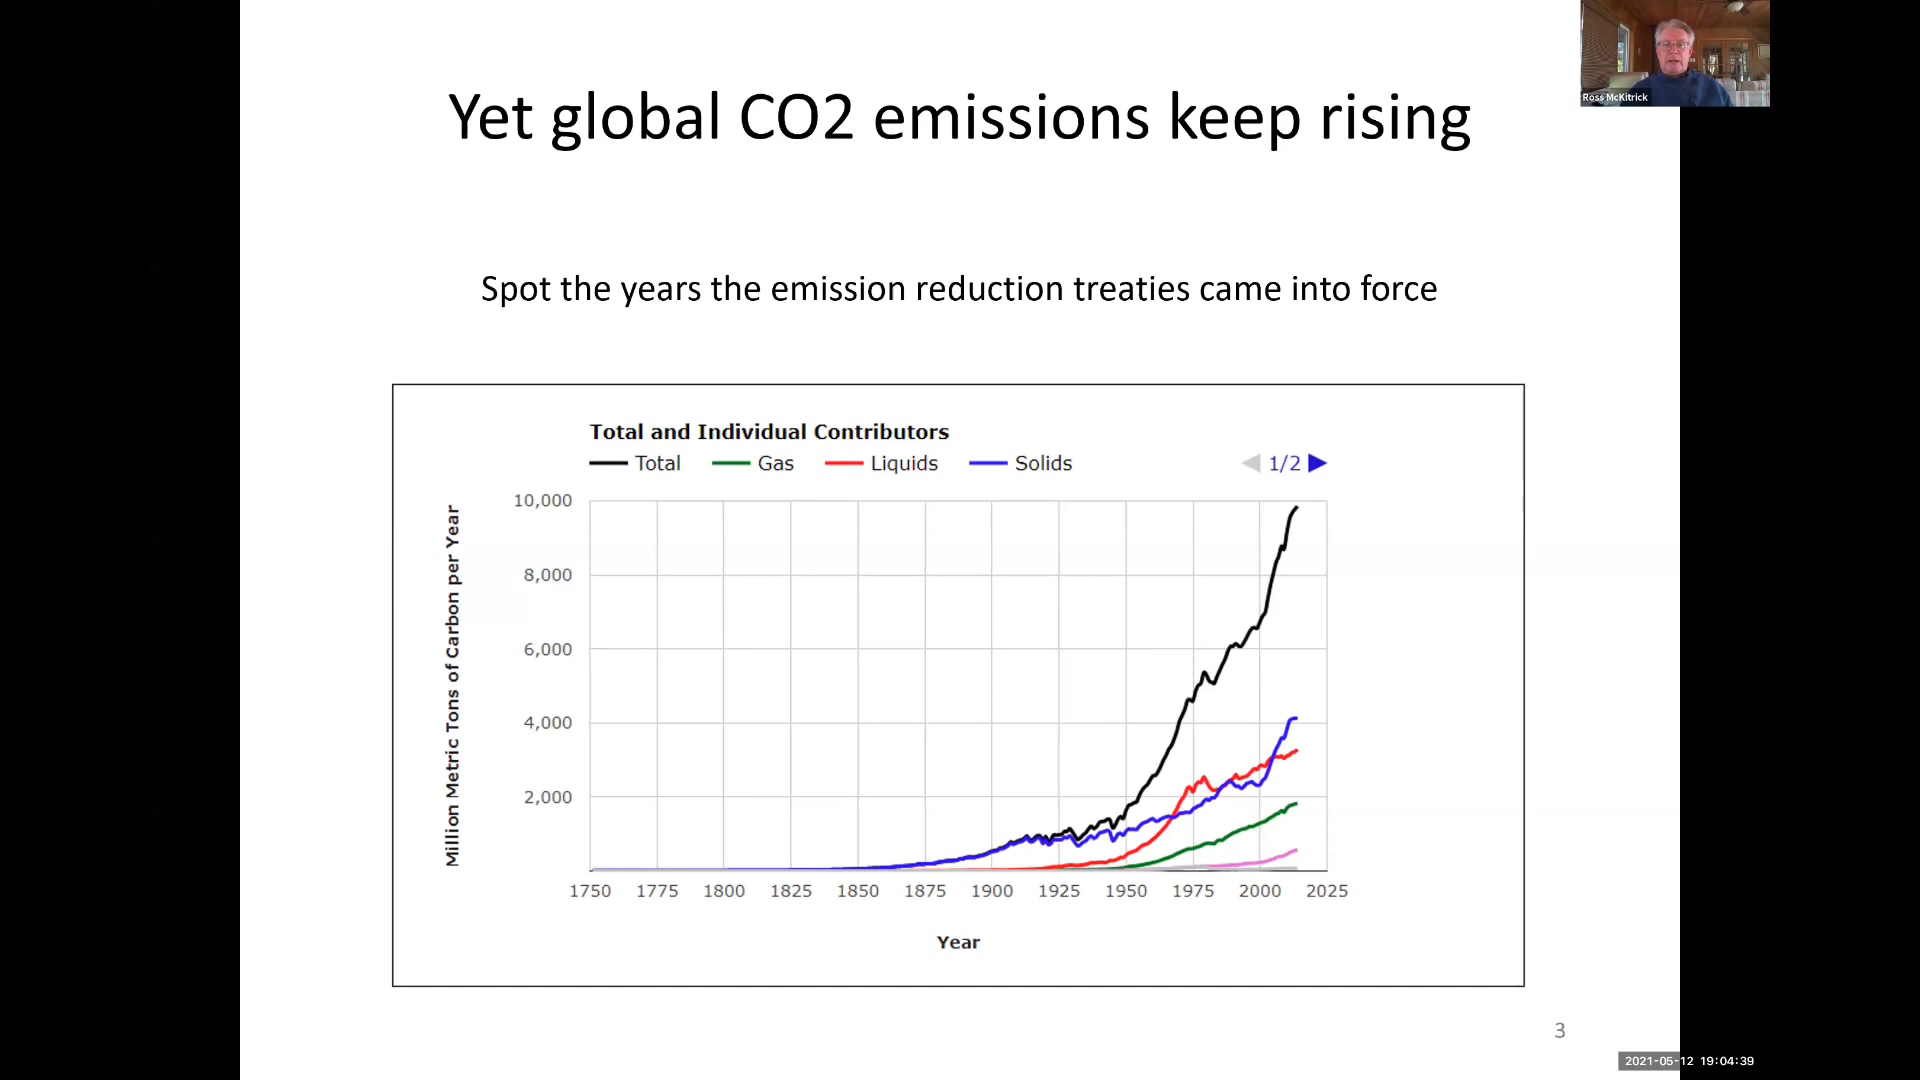 Ross McKitrick
Yet global CO2 emissions keep rising
Spot the years the emission reduction treaties came into force
Total and Individual Contributors
Total Gas Liquids Solids 1/2
Million Metric Tons of Carbon per Year
10,000
8,000
6,000
4,000
2,000
1750 1775 1800 1825 1850 1875 1900 1925 1950 1975 2000 2025
Year
3
2021-05-12 19:04:39